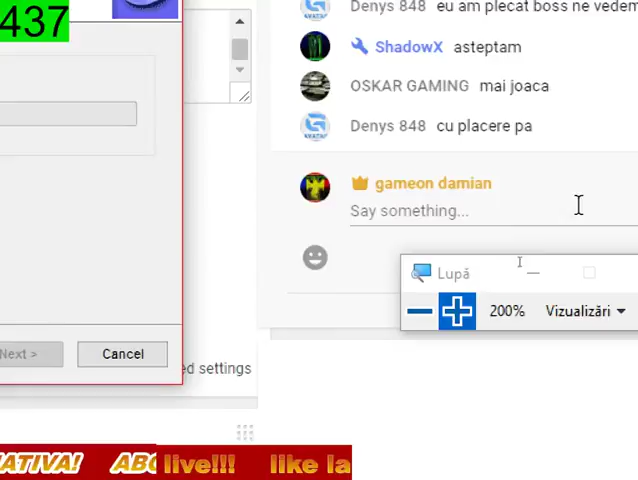 437
Denys 848 eu am plecat boss ne vedem
ShadowX asteptam
OSKAR GAMING mai joaca
Denys 848 cu placere pa
gameon damian
Say something...
Lupă
200% Vizualizări
Next > Cancel
ed settings
live!!! like la